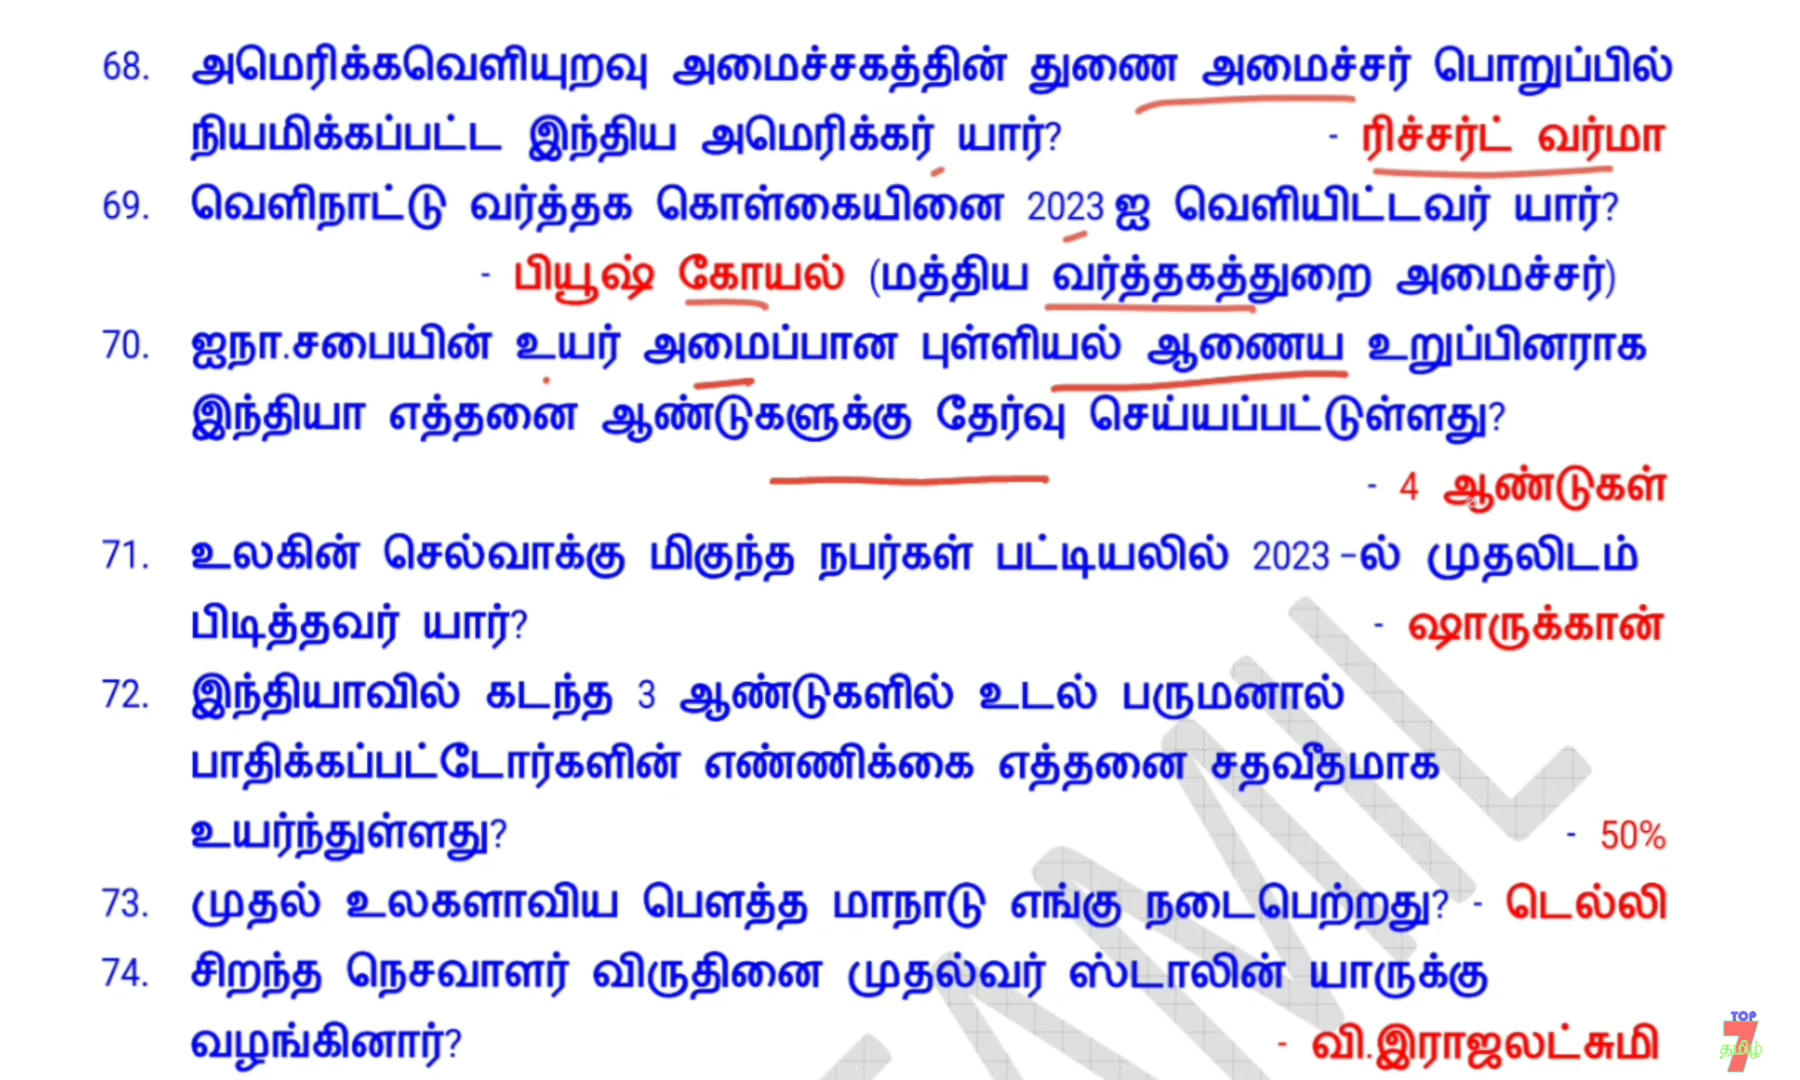 68. அமெரிக்கவெளியுறவு அமைச்சகத்தின் துணை அமைச்சர் பொறுப்பில்
நியமிக்கப்பட்ட இந்திய அமெரிக்கர் யார்? - ரிச்சர்ட் வர்மா
69. வெளிநாட்டு வர்த்தக கொள்கையினை 2023 ஐ வெளியிட்டவர் யார்?
- பியூஷ் கோயல் (மத்திய வர்த்தகத்துறை அமைச்சர்)
70. ஐநா.சபையின் உயர் அமைப்பான புள்ளியல் ஆணைய உறுப்பினராக
இந்தியா எத்தனை ஆண்டுகளுக்கு தேர்வு செய்யப்பட்டுள்ளது?
- 4 ஆண்டுகள்
71. உலகின் செல்வாக்கு மிகுந்த நபர்கள் பட்டியலில் 2023 -ல் முதலிடம்
பிடித்தவர் யார்? - ஷாருக்கான்
72. இந்தியாவில் கடந்த 3 ஆண்டுகளில் உடல் பருமனால்
பாதிக்கப்பட்டோர்களின் எண்ணிக்கை எத்தனை சதவீதமாக
உயர்ந்துள்ளது? - 50%
73. முதல் உலகளாவிய பௌத்த மாநாடு எங்கு நடைபெற்றது? - டெல்லி
74. சிறந்த நெசவாளர் விருதினை முதல்வர் ஸ்டாலின் யாருக்கு
வழங்கினார்? - வி.இராஜலட்சுமி
TOP
7
தமிழ்